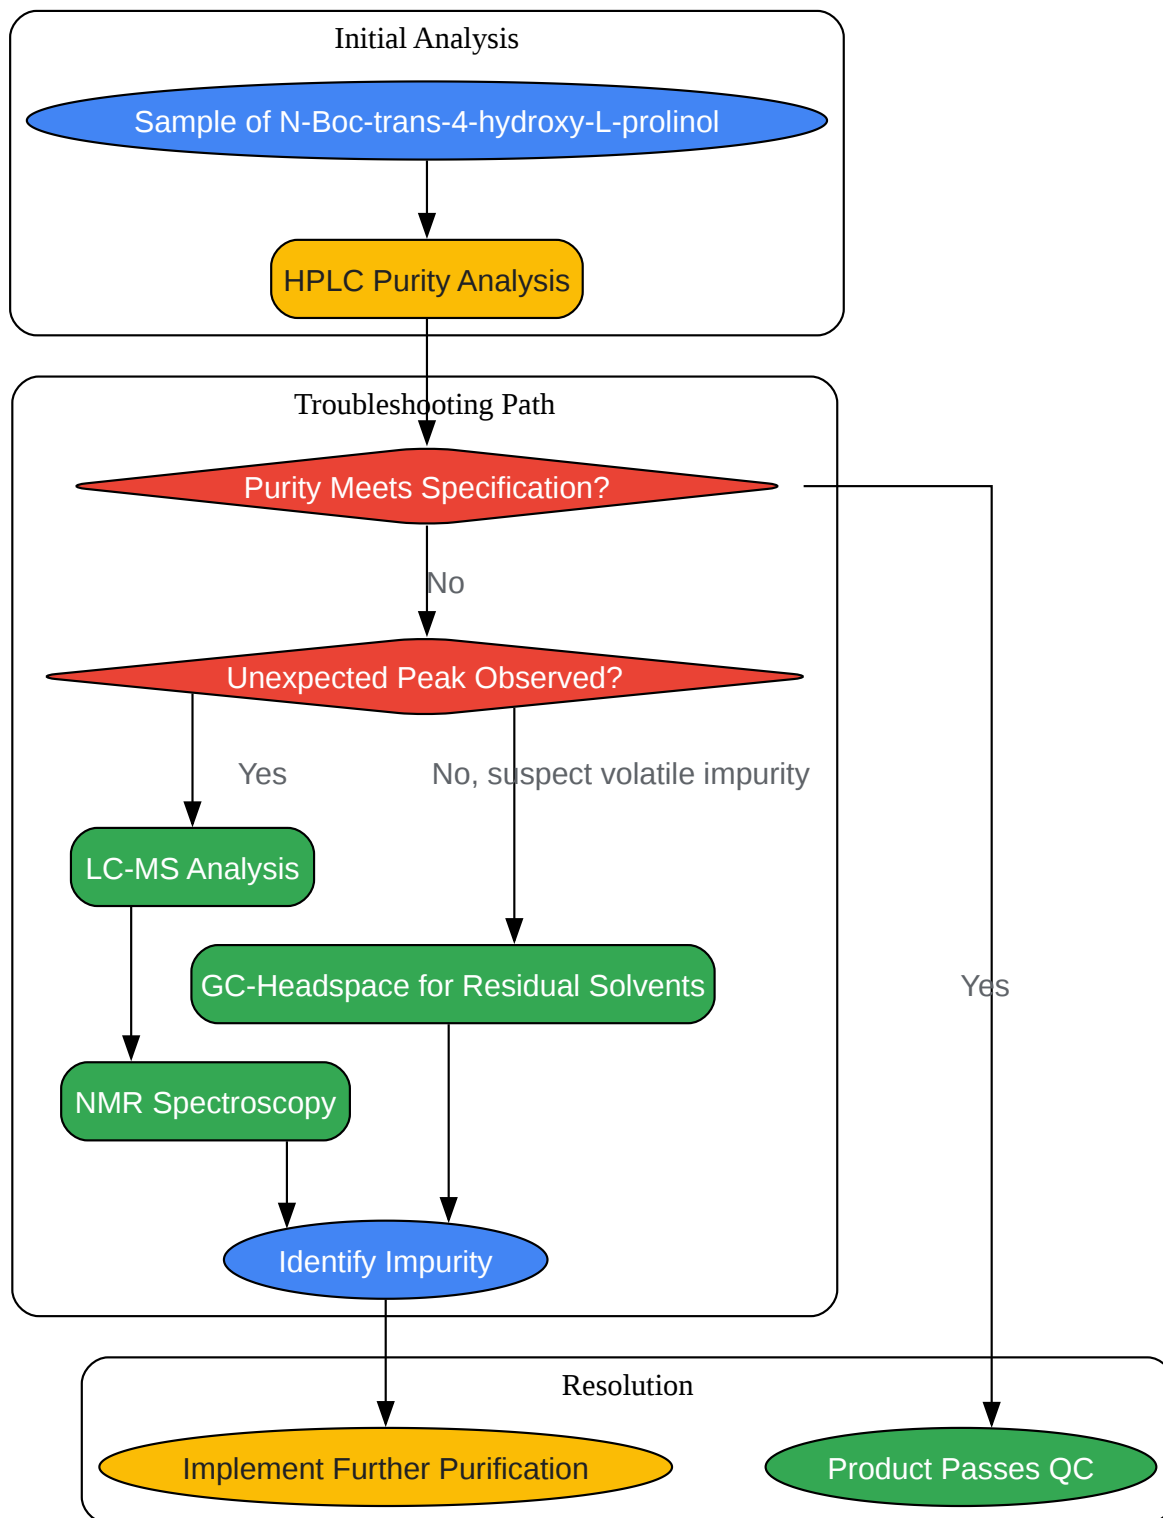 Initial Analysis
Sample of N-Boc-trans-4-hydroxy-L-prolinol
HPLC Purity Analysis
Troubleshooting Path
Purity Meets Specification?
No
Unexpected Peak Observed?
Yes
No, suspect volatile impurity
LC-MS Analysis
GC-Headspace for Residual Solvents
Yes
NMR Spectroscopy
Identify Impurity
Resolution
Implement Further Purification
Product Passes QC